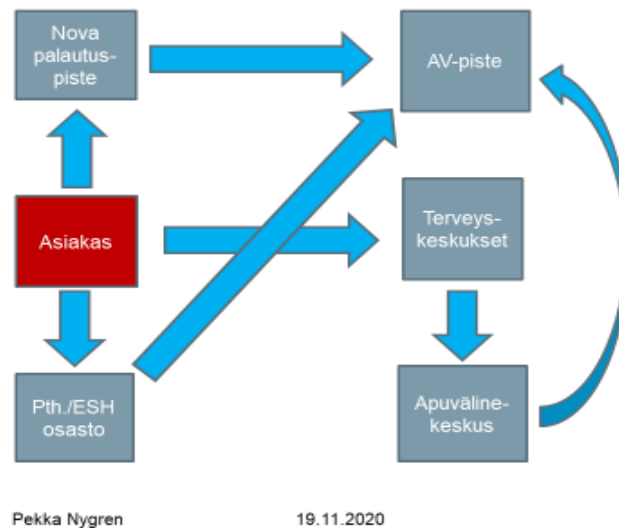 Nova
palautus-
piste
AV-piste
Asiakas
Terveys-
keskukset
Pth./ESH
osasto
Apuväline-
keskus
Pekka Nygren
19.11.2020